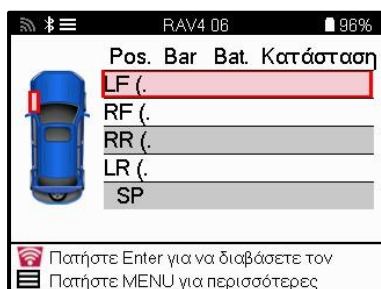 RAV4 06 96%
Pos. Bar Bat. Κατάσταση
LF (.
RF (.
RR (.
LR (.
SP
Πατήστε Enter για να διαβάσετε τον
Πατήστε MENU για περισσότερες